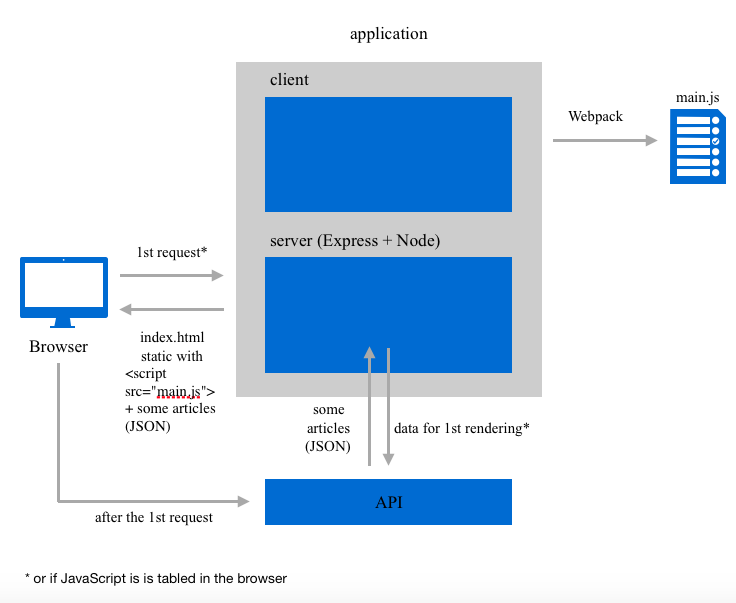 application
client
main.js
Webpack
server (Express + Node)
1st request*
index.html
static with
<script
src="main.js">
+ some articles
(JSON)
Browser
some
articles
(JSON)
data for 1st rendering*
API
after the 1st request
* or if JavaScript is is tabled in the browser